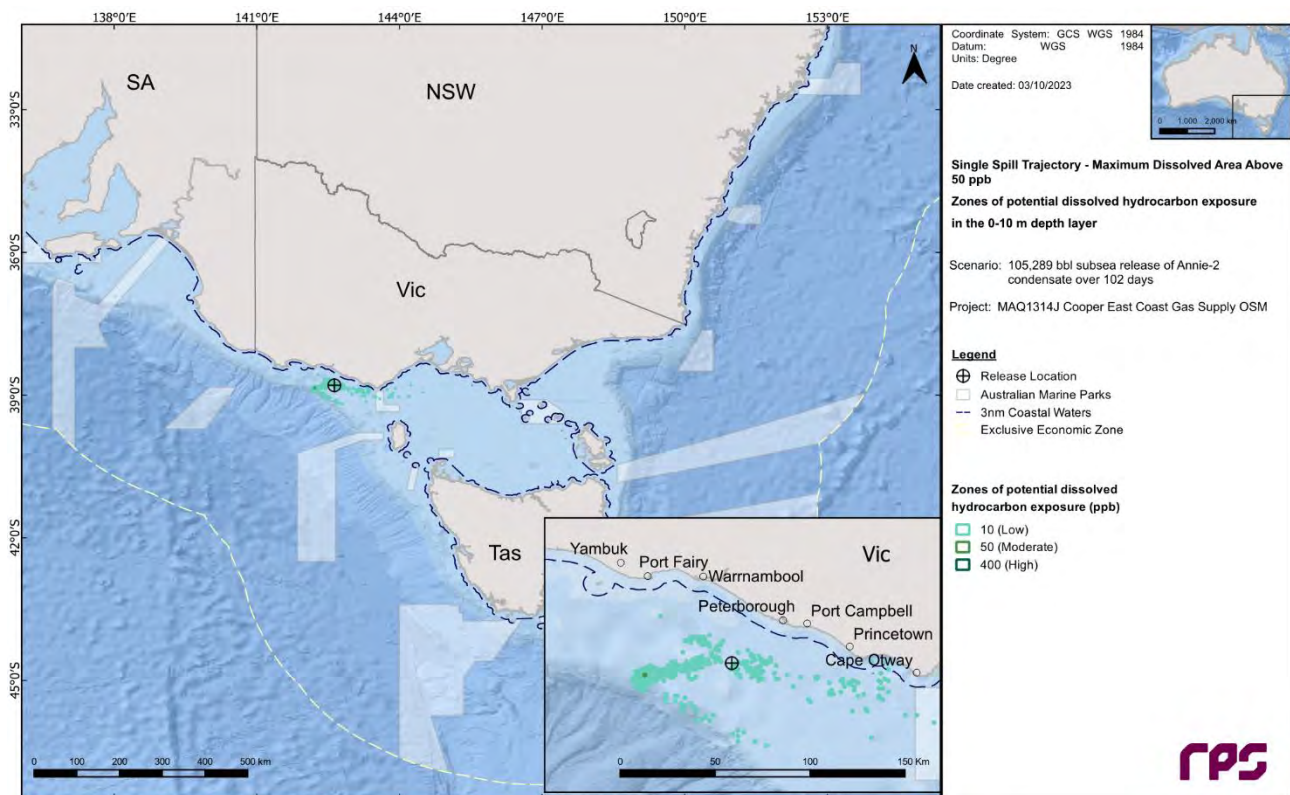 138°0'E 141°0'E 144°0'E 147°0'E 150°0'E 153°0'E
33°0'S
36°0'S
39°0'S
42°0'S
45°0'S
SA
NSW
Vic
Tas
N
0 100 200 300 400 500 km
Yambuk
Port Fairy
Warrnambool
Vic
Peterborough
Port Campbell
Princetown
Cape Otway
0 50 100 150 Km
Coordinate System: GCS WGS 1984
Datum: WGS 1984
Units: Degree
Date created: 03/10/2023
0 1,000 2,000 km
Single Spill Trajectory - Maximum Dissolved Area Above
50 ppb
Zones of potential dissolved hydrocarbon exposure
in the 0-10 m depth layer
Scenario: 105,289 bbl subsea release of Annie-2
condensate over 102 days
Project: MAQ1314J Cooper East Coast Gas Supply OSM
Legend
Release Location
Australian Marine Parks
3nm Coastal Waters
Exclusive Economic Zone
Zones of potential dissolved
hydrocarbon exposure (ppb)
10 (Low)
50 (Moderate)
400 (High)
rps